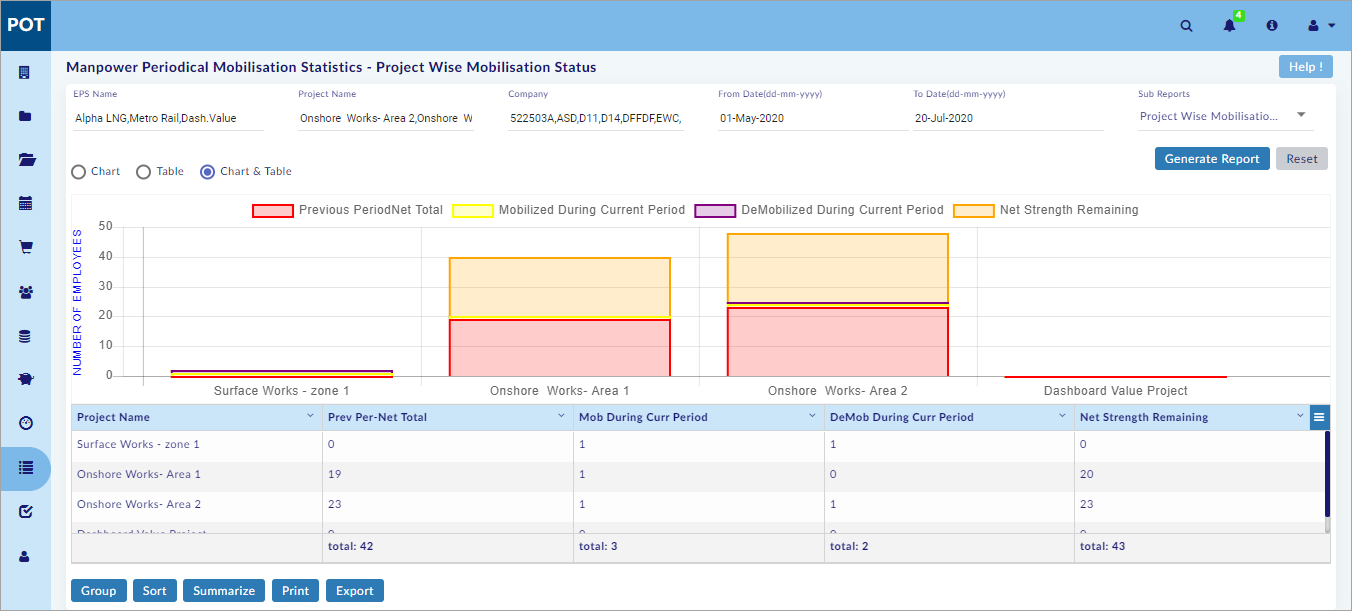 POT
4
Manpower Periodical Mobilisation Statistics - Project Wise Mobilisation Status
Help !
EPS Name
Project Name
Company
From Date(dd-mm-yyyy)
To Date(dd-mm-yyyy)
Sub Reports
Alpha LNG,Metro Rail,Dash.Value
Onshore  Works- Area 2,Onshore  W
522503A,ASD,D11,D14,DFFDF,EWC,
01-May-2020
20-Jul-2020
Project Wise Mobilisatio...
Generate Report
Reset
Chart
Table
Chart & Table
Previous PeriodNet Total
Mobilized During Current Period
DeMobilized During Current Period
Net Strength Remaining
NUMBER OF EMPLOYEES
50
40
30
20
10
0
Surface Works - zone 1
Onshore  Works- Area 1
Onshore  Works- Area 2
Dashboard Value Project
Project Name
Prev Per-Net Total
Mob During Curr Period
DeMob During Curr Period
Net Strength Remaining
Surface Works - zone 1
0
1
1
0
Onshore Works- Area 1
19
1
0
20
Onshore Works- Area 2
23
1
1
23
Dashboard Value Project
0
0
0
0
total: 42
total: 3
total: 2
total: 43
Group
Sort
Summarize
Print
Export